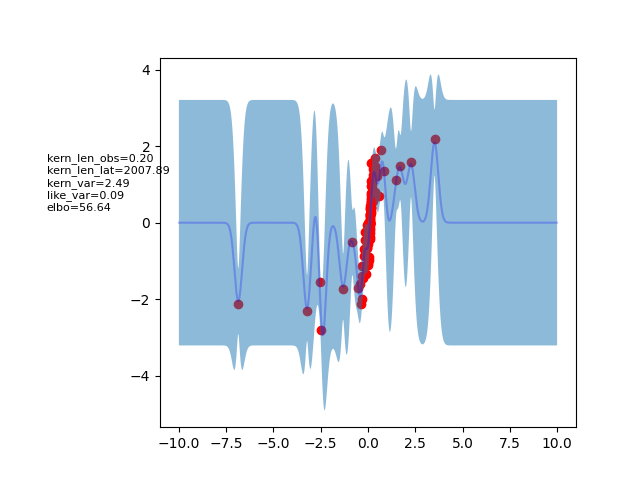 4
2
0
−2
−4
kern_len_obs=0.20
kern_len_lat=2007.89
kern_var=2.49
like_var=0.09
elbo=56.64
−10.0 −7.5 −5.0 −2.5 0.0 2.5 5.0 7.5 10.0